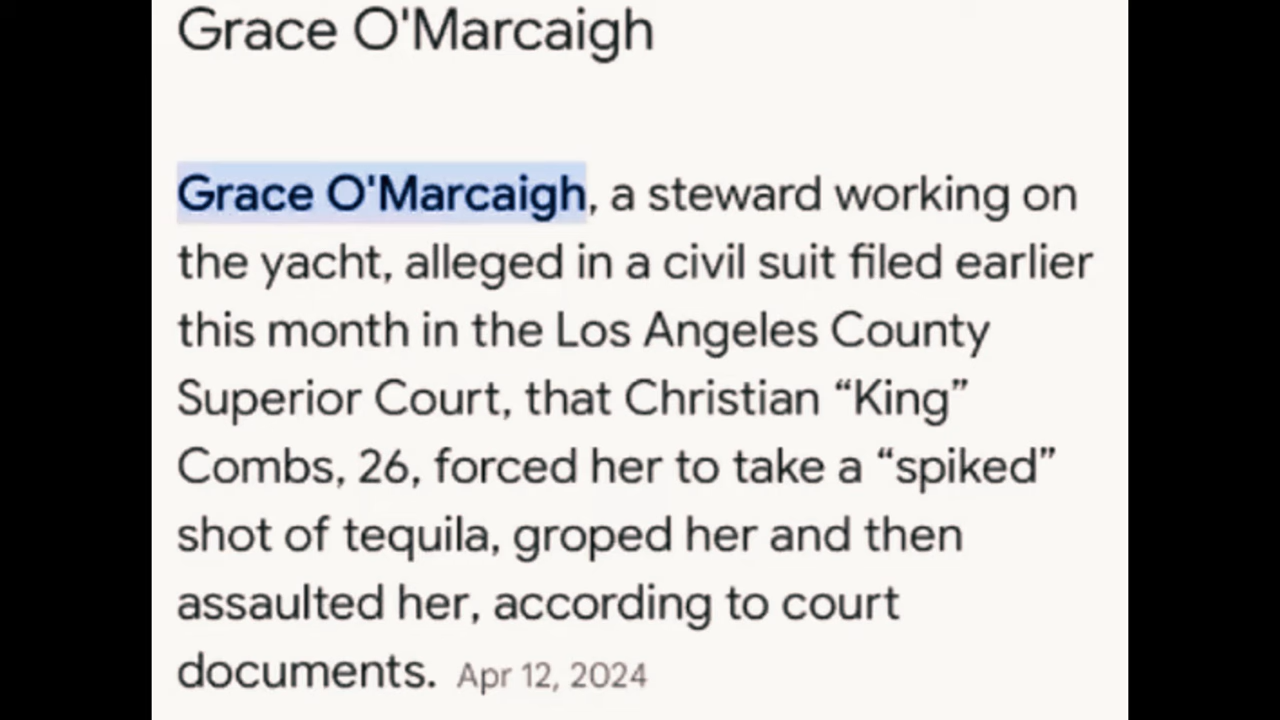 Grace O'Marcaigh
Grace O'Marcaigh, a steward working on
the yacht, alleged in a civil suit filed earlier
this month in the Los Angeles County
Superior Court, that Christian “King”
Combs, 26, forced her to take a “spiked”
shot of tequila, groped her and then
assaulted her, according to court
documents. Apr 12, 2024